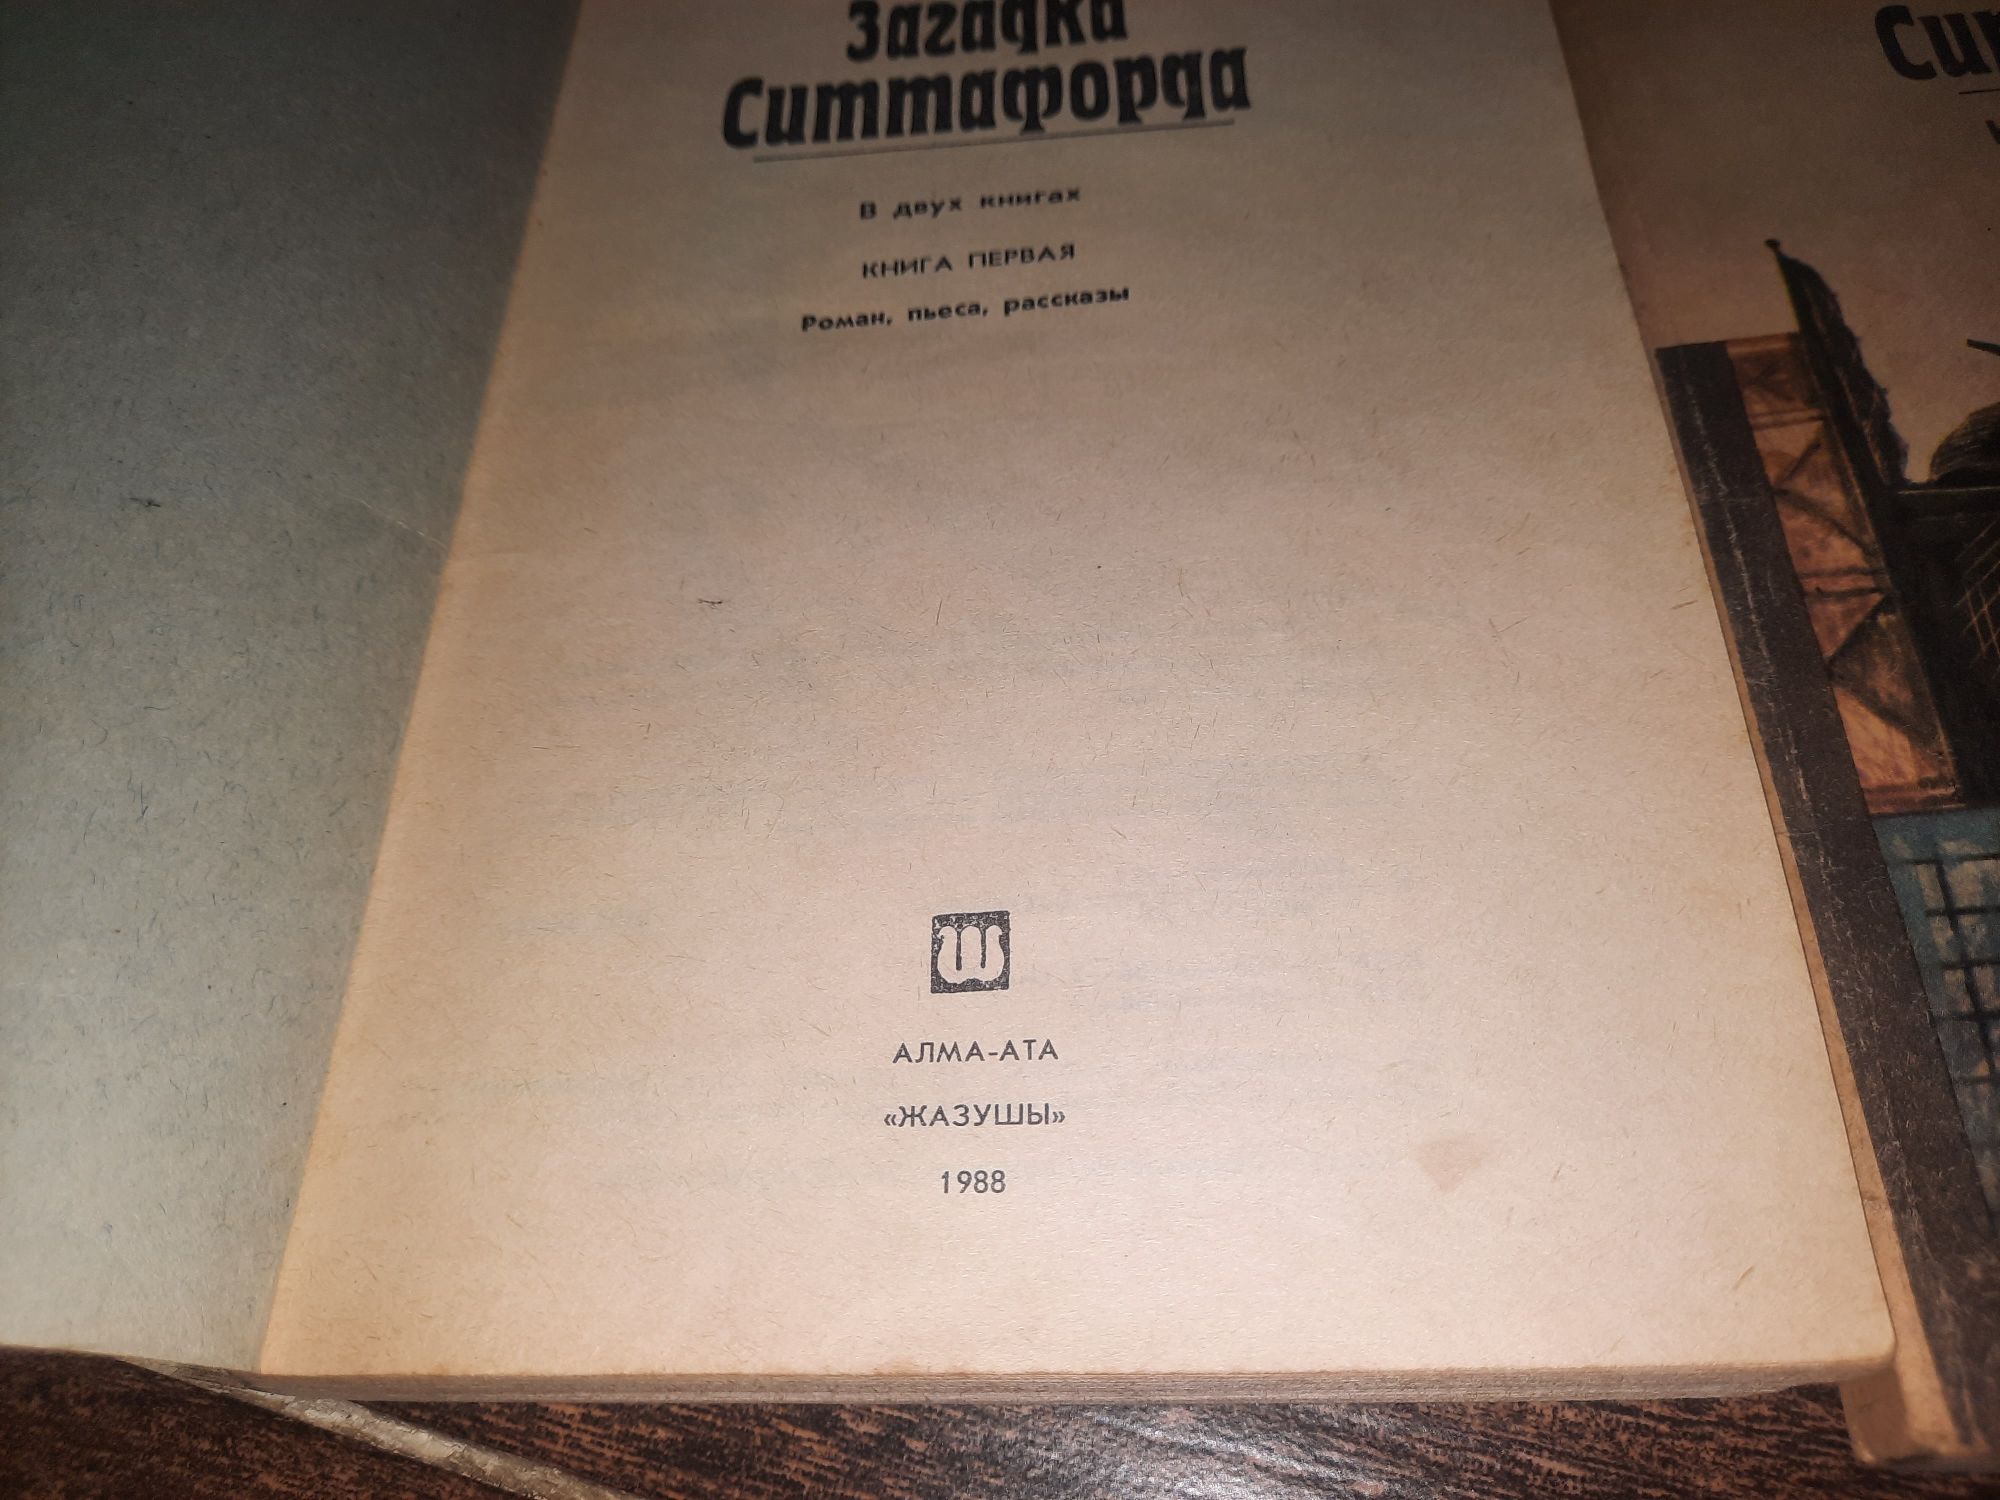 Загадка
Ситтафорда
В двух книгах
КНИГА ПЕРВАЯ
Роман, пьеса, рассказы
Ш
АЛМА-АТА
«ЖАЗУШЫ»
1988